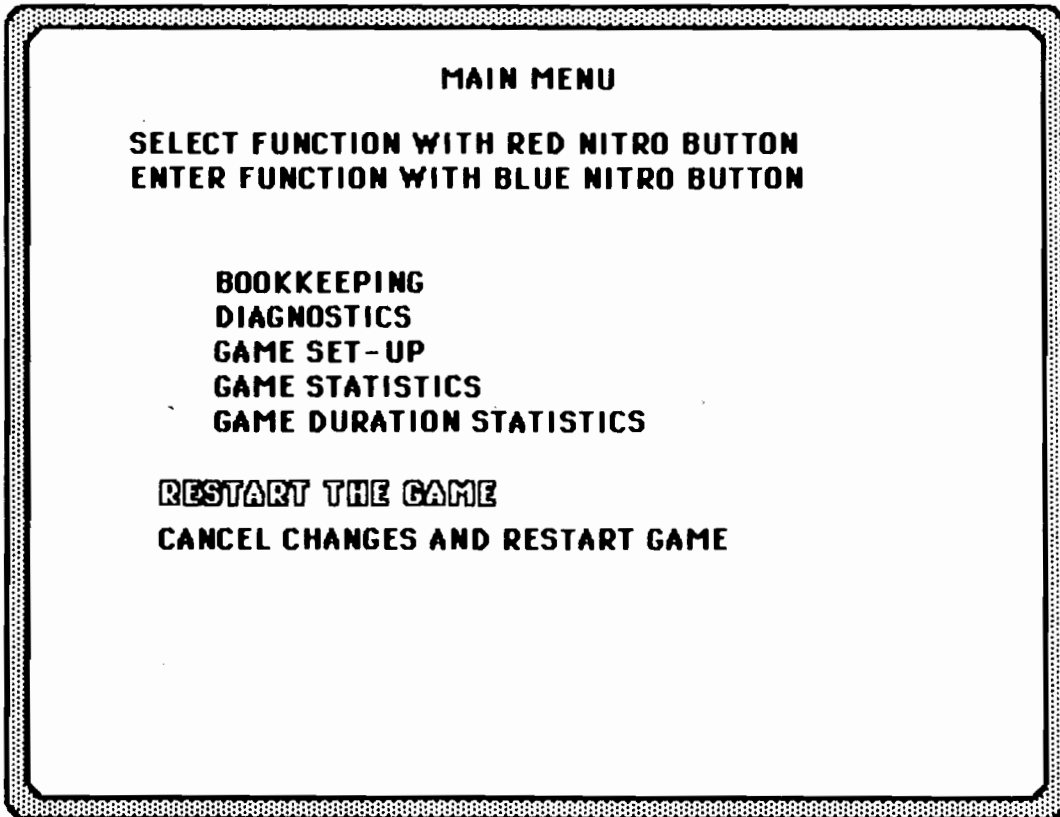 MAIN MENU
SELECT FUNCTION WITH RED NITRO BUTTON
ENTER FUNCTION WITH BLUE NITRO BUTTON
BOOKKEEPING
DIAGNOSTICS
GAME SET-UP
GAME STATISTICS
GAME DURATION STATISTICS
RESTART THE GAME
CANCEL CHANGES AND RESTART GAME